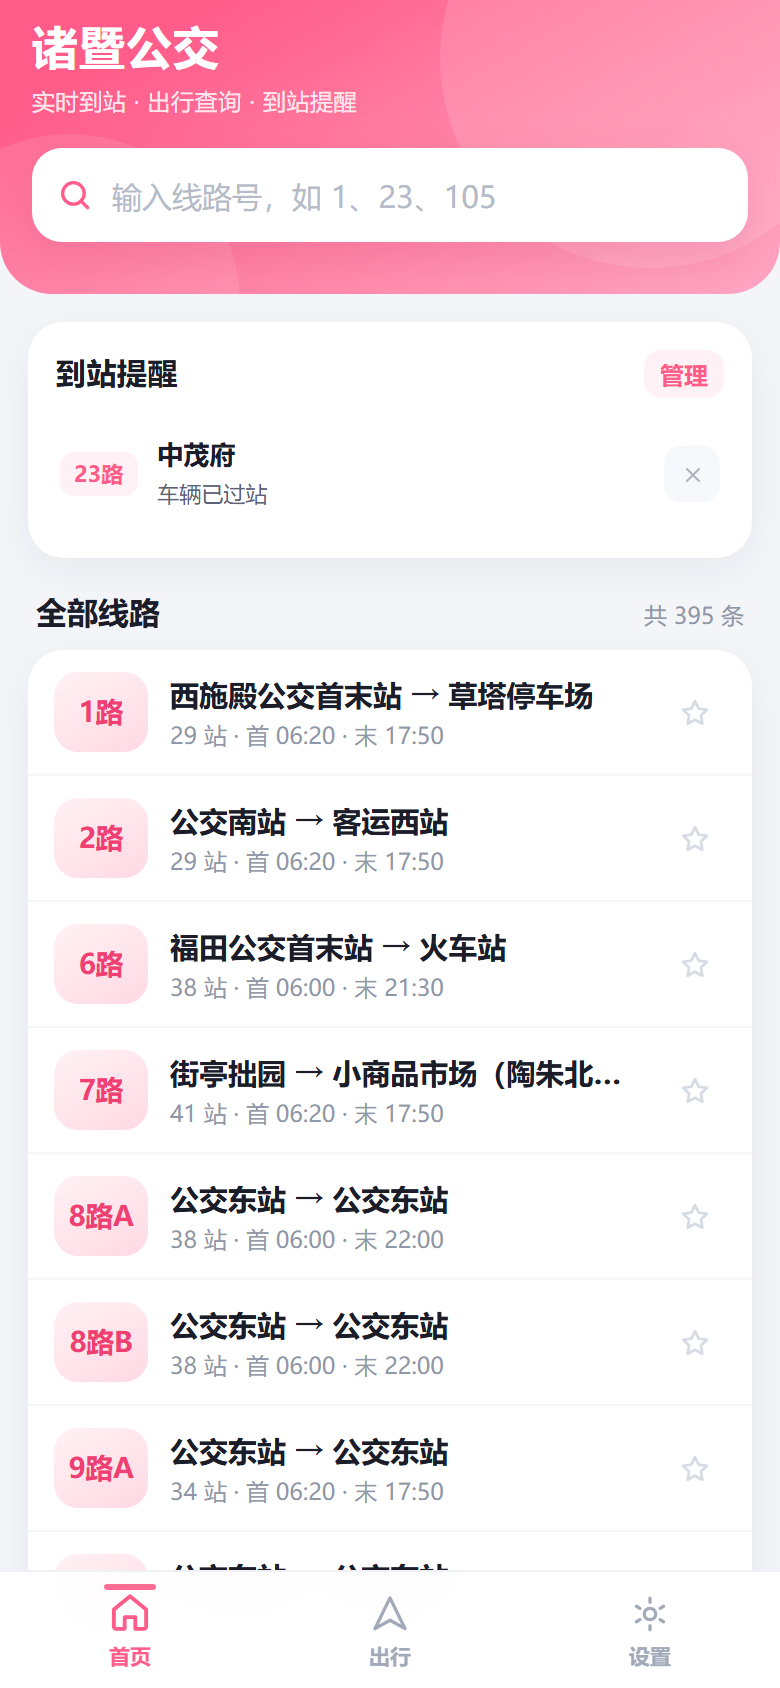 诸暨公交
实时到站 · 出行查询 · 到站提醒
输入线路号，如 1、23、105
到站提醒
管理
23路
中茂府
车辆已过站
全部线路
共 395 条
1路
西施殿公交首末站 → 草塔停车场
29 站 · 首 06:20 · 末 17:50
2路
公交南站 → 客运西站
29 站 · 首 06:20 · 末 17:50
6路
福田公交首末站 → 火车站
38 站 · 首 06:00 · 末 21:30
7路
街亭拙园 → 小商品市场（陶朱北...
41 站 · 首 06:20 · 末 17:50
8路A
公交东站 → 公交东站
38 站 · 首 06:00 · 末 22:00
8路B
公交东站 → 公交东站
38 站 · 首 06:00 · 末 22:00
9路A
公交东站 → 公交东站
34 站 · 首 06:20 · 末 17:50
首页
出行
设置